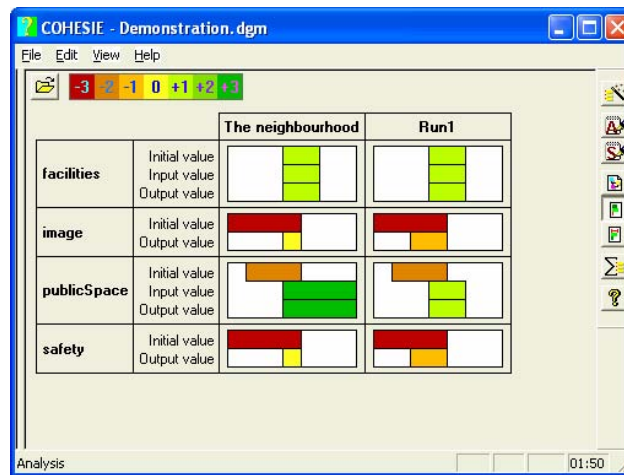 COHESIE - Demonstration.dgm
File Edit View Help
-3 -2 -1 0 +1 +2 +3
The neighbourhood Run1
facilities
Initial value
Input value
Output value
image
Initial value
Output value
publicSpace
Initial value
Input value
Output value
safety
Initial value
Output value
Analysis 01:50